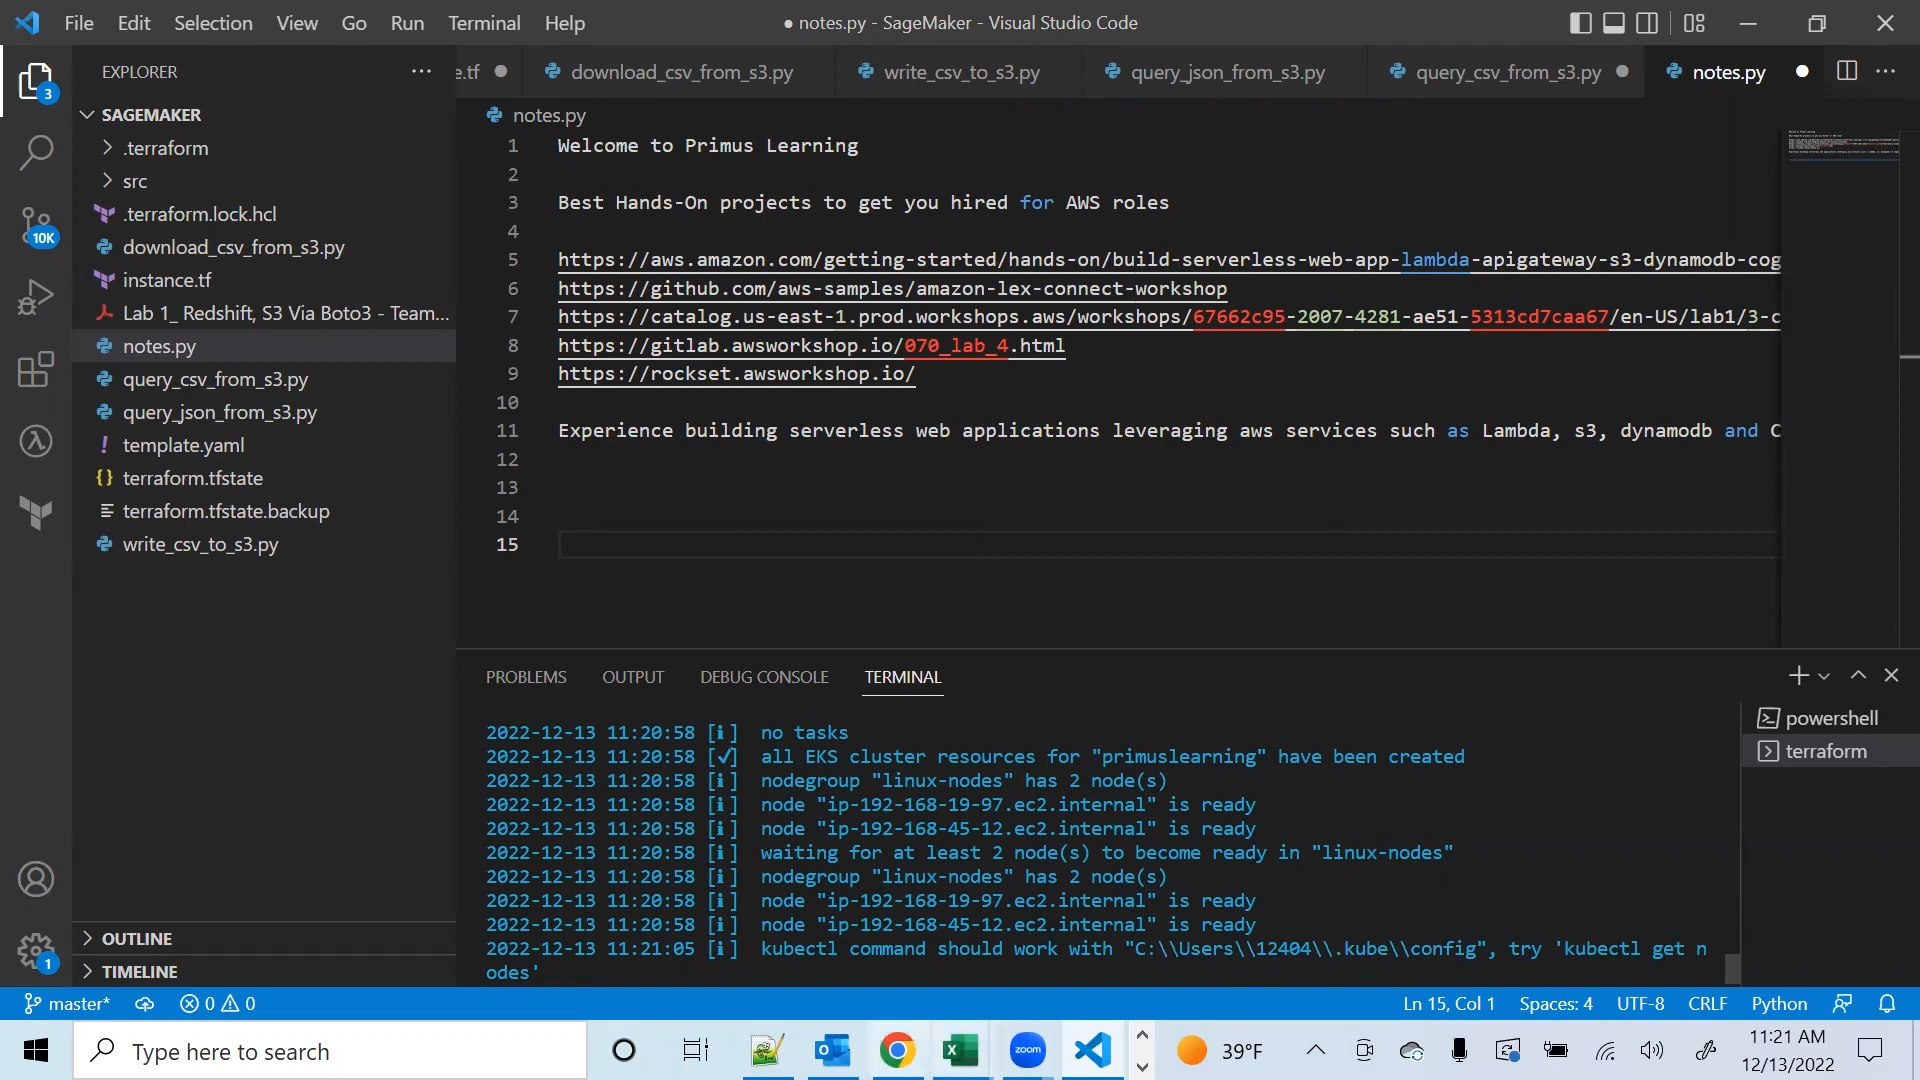 File Edit Selection View Go Run Terminal Help
● notes.py - SageMaker - Visual Studio Code
EXPLORER
e.tf
download_csv_from_s3.py
write_csv_to_s3.py
query_json_from_s3.py
query_csv_from_s3.py
notes.py
3
10K
1
SAGEMAKER
.terraform
src
.terraform.lock.hcl
download_csv_from_s3.py
instance.tf
Lab 1_ Redshift, S3 Via Boto3 - Team...
notes.py
query_csv_from_s3.py
query_json_from_s3.py
template.yaml
terraform.tfstate
terraform.tfstate.backup
write_csv_to_s3.py
OUTLINE
TIMELINE
notes.py
1 Welcome to Primus Learning
2
3 Best Hands-On projects to get you hired for AWS roles
4
5 https://aws.amazon.com/getting-started/hands-on/build-serverless-web-app-lambda-apigateway-s3-dynamodb-cog
6 https://github.com/aws-samples/amazon-lex-connect-workshop
7 https://catalog.us-east-1.prod.workshops.aws/workshops/67662c95-2007-4281-ae51-5313cd7caa67/en-US/lab1/3-c
8 https://gitlab.awsworkshop.io/070_lab_4.html
9 https://rockset.awsworkshop.io/
10
11 Experience building serverless web applications leveraging aws services such as Lambda, s3, dynamodb and C
12
13
14
15
PROBLEMS OUTPUT DEBUG CONSOLE TERMINAL
2022-12-13 11:20:58 [ℹ] no tasks
2022-12-13 11:20:58 [✓] all EKS cluster resources for "primuslearning" have been created
2022-12-13 11:20:58 [ℹ] nodegroup "linux-nodes" has 2 node(s)
2022-12-13 11:20:58 [ℹ] node "ip-192-168-19-97.ec2.internal" is ready
2022-12-13 11:20:58 [ℹ] node "ip-192-168-45-12.ec2.internal" is ready
2022-12-13 11:20:58 [ℹ] waiting for at least 2 node(s) to become ready in "linux-nodes"
2022-12-13 11:20:58 [ℹ] nodegroup "linux-nodes" has 2 node(s)
2022-12-13 11:20:58 [ℹ] node "ip-192-168-19-97.ec2.internal" is ready
2022-12-13 11:20:58 [ℹ] node "ip-192-168-45-12.ec2.internal" is ready
2022-12-13 11:21:05 [ℹ] kubectl command should work with "C:\\Users\\12404\\.kube\\config", try 'kubectl get n
odes'
powershell
terraform
master* 0 0
Ln 15, Col 1 Spaces: 4 UTF-8 CRLF Python
Type here to search
zoom
39°F
11:21 AM
12/13/2022